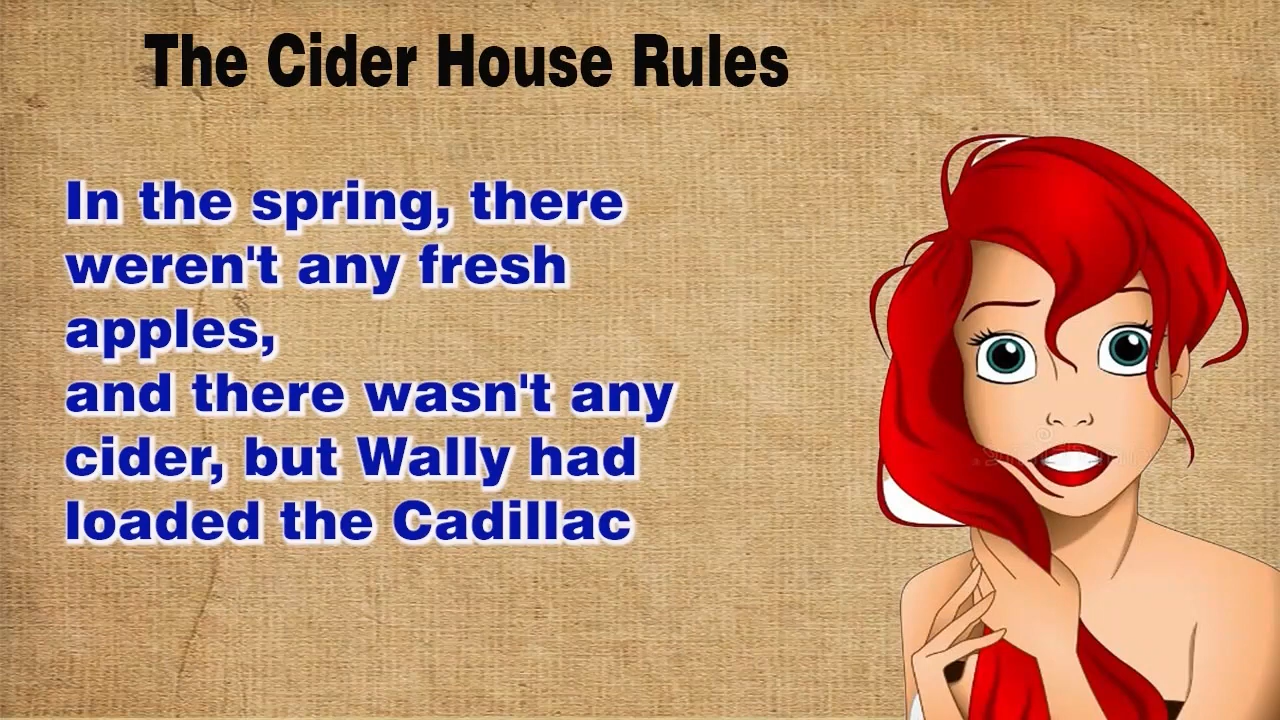 The Cider House Rules
In the spring, there
weren't any fresh
apples,
and there wasn't any
cider, but Wally had
loaded the Cadillac